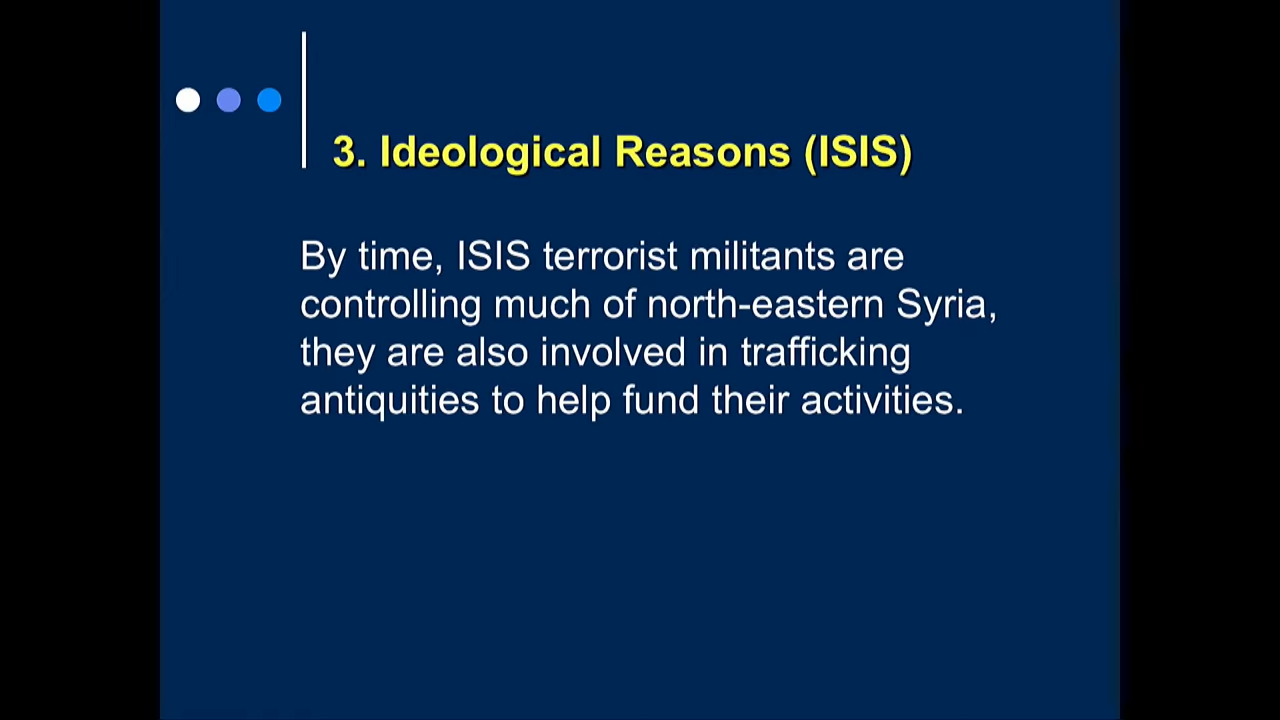 3. Ideological Reasons (ISIS)
By time, ISIS terrorist militants are
controlling much of north-eastern Syria,
they are also involved in trafficking
antiquities to help fund their activities.